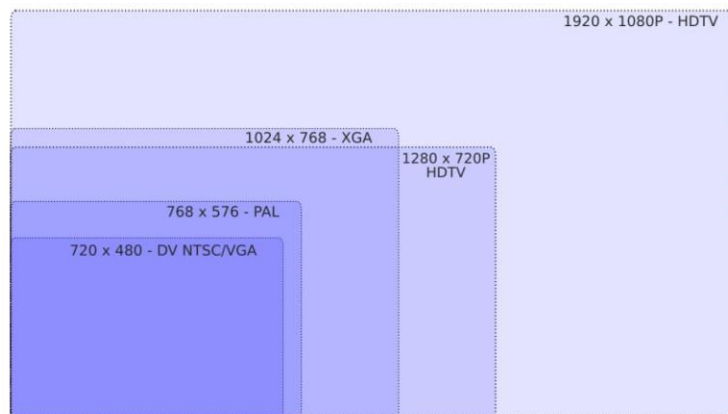 1920 x 1080P - HDTV
1024 x 768 - XGA
1280 x 720P
HDTV
768 x 576 - PAL
720 x 480 - DV NTSC/VGA